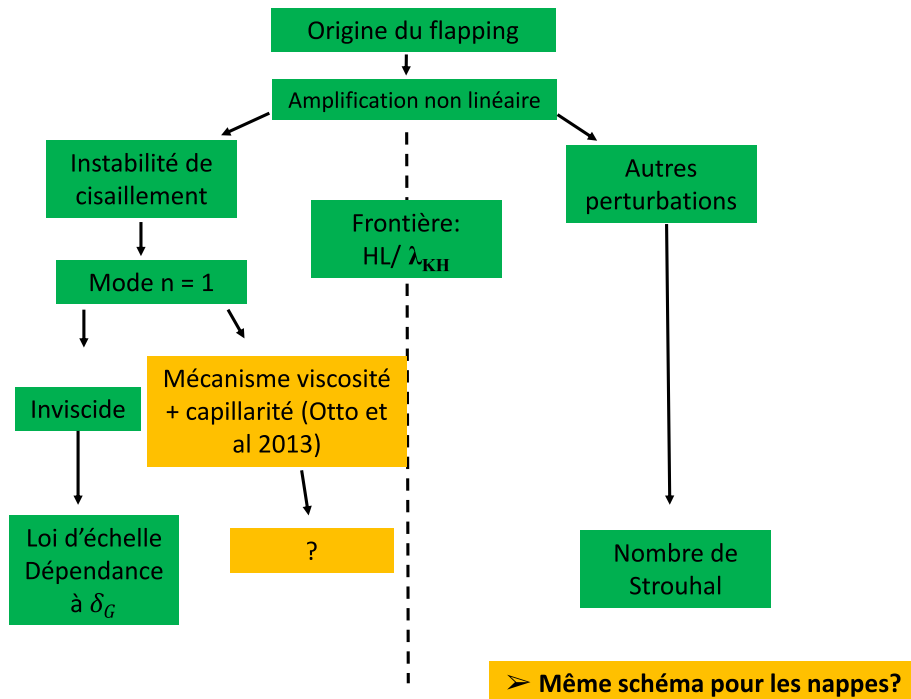 Origine du flapping
Amplification non linéaire
Instabilité de
cisaillement
Autres
perturbations
Frontière:
HL/ λKH
Mode n = 1
Mécanisme viscosité
+ capillarité (Otto et
al 2013)
Inviscide
Loi d’échelle
Dépendance
à δG
?
Nombre de
Strouhal
➢ Même schéma pour les nappes?